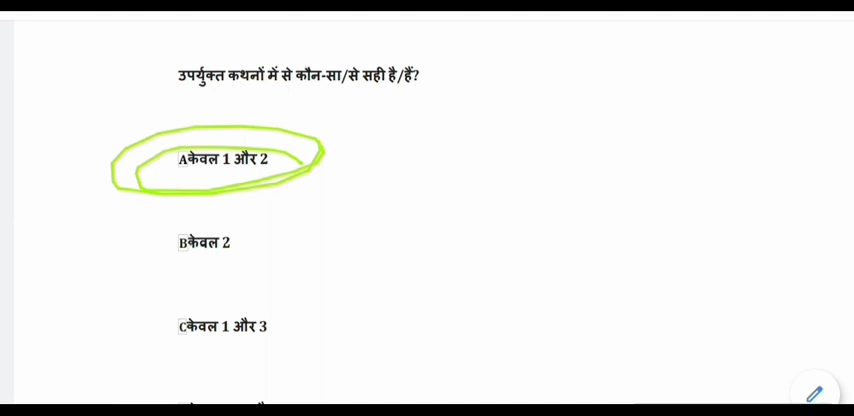 उपर्युक्त कथनों में से कौन-सा/से सही है/हैं?
Aकेवल 1 और 2
Bकेवल 2
Cकेवल 1 और 3